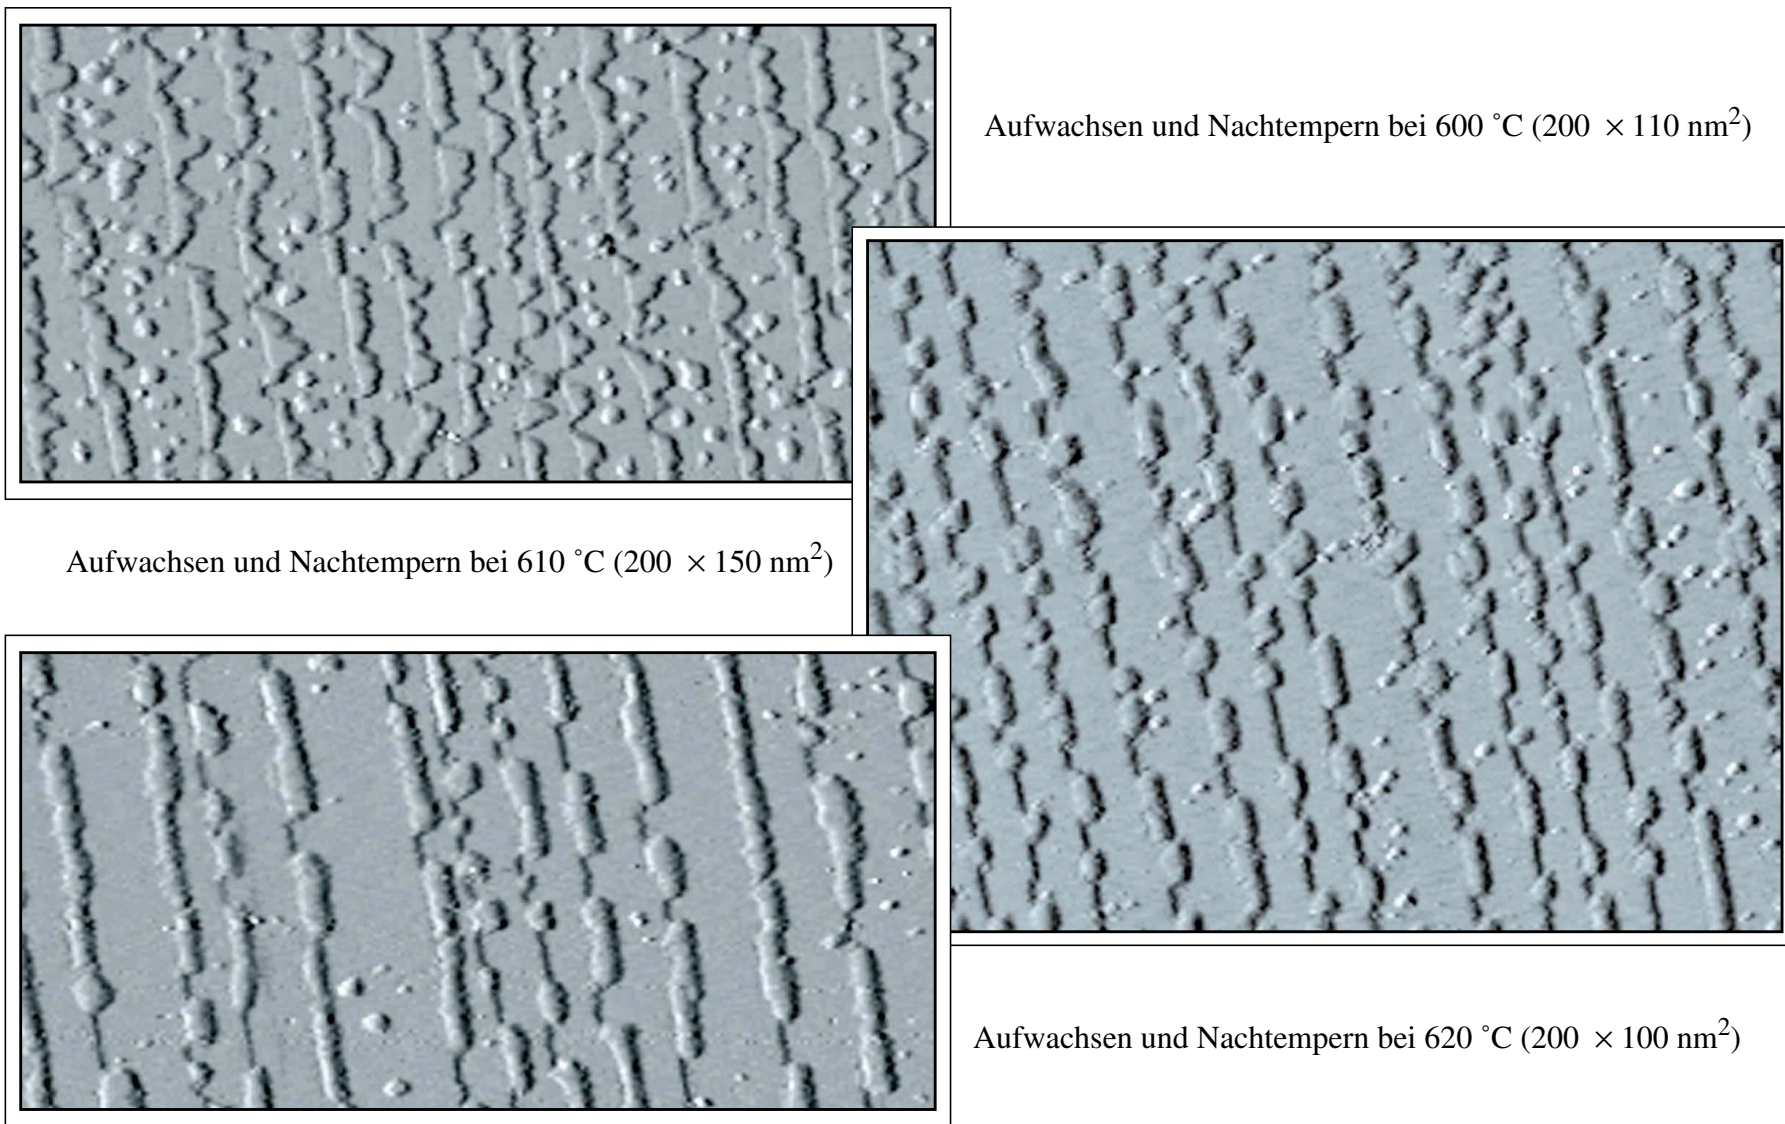 Aufwachsen und Nachtempern bei 600 °C (200 × 110 nm²)
Aufwachsen und Nachtempern bei 610 °C (200 × 150 nm²)
Aufwachsen und Nachtempern bei 620 °C (200 × 100 nm²)